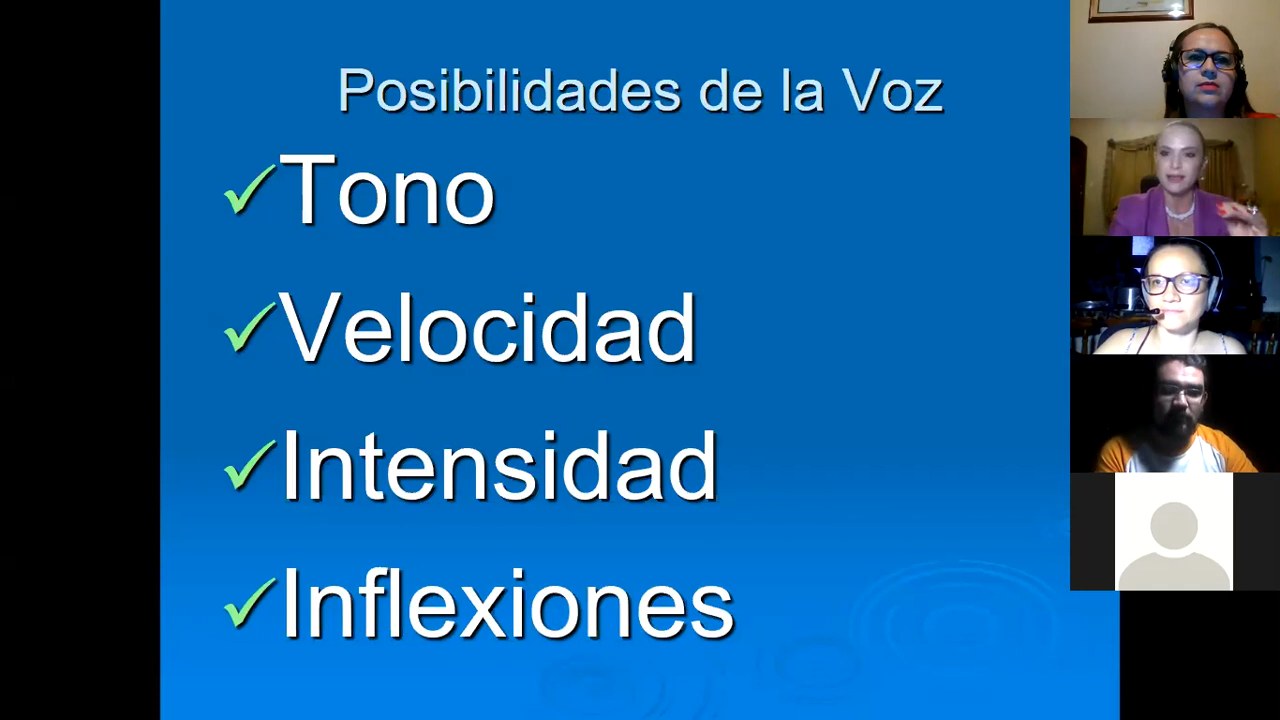 Posibilidades de la Voz
Tono
Velocidad
Intensidad
Inflexiones